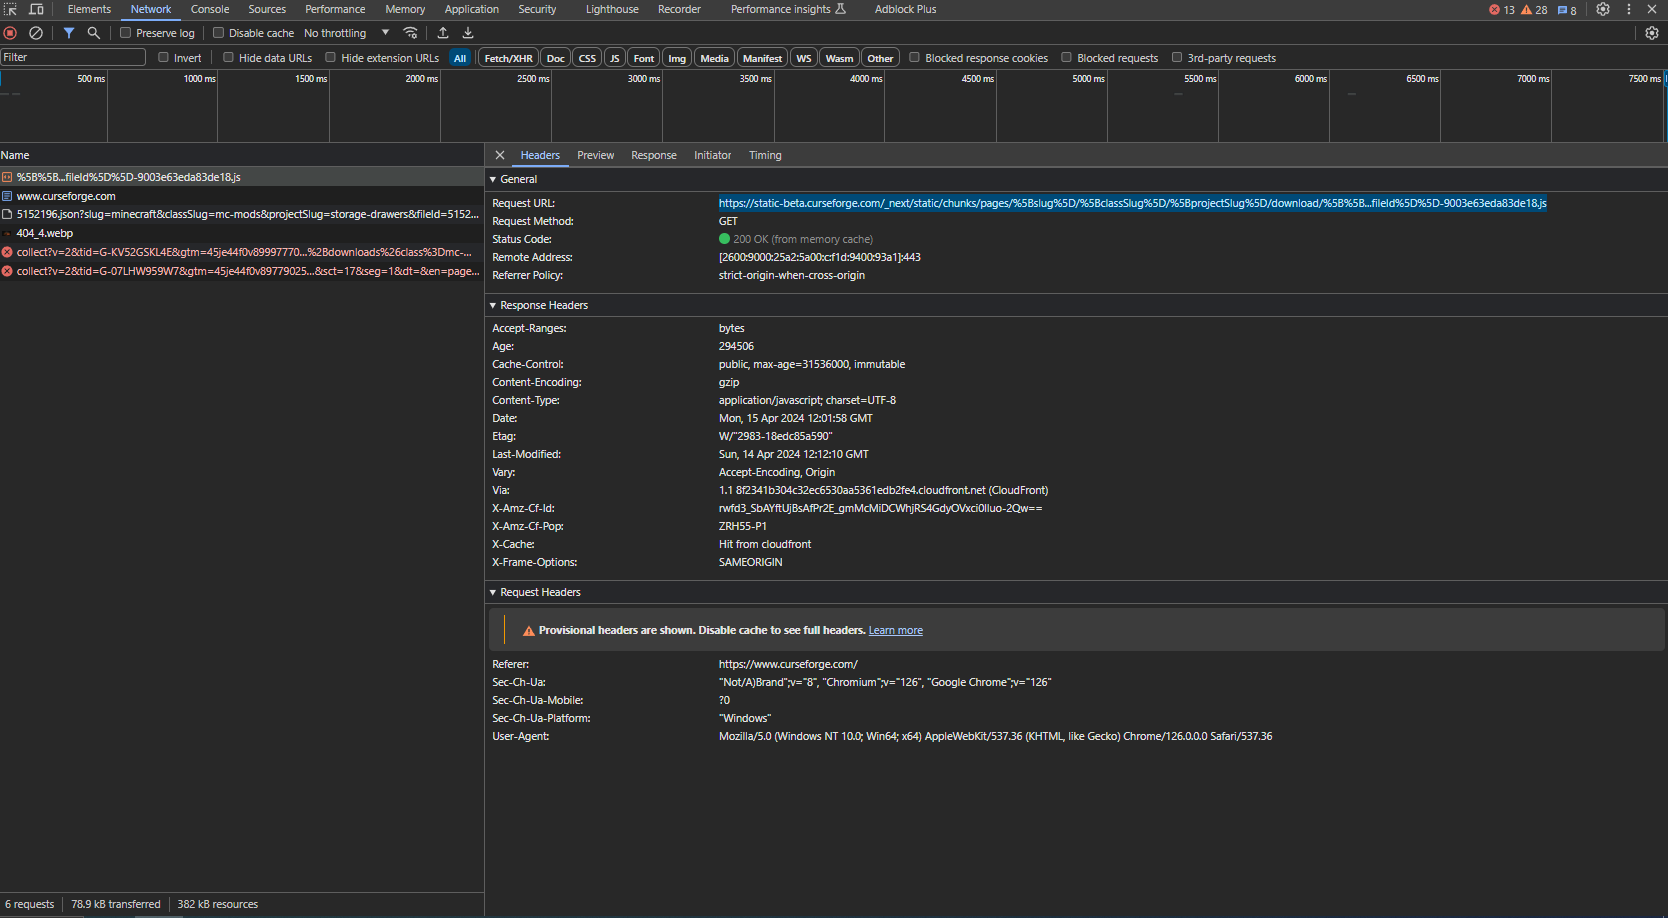 Elements Network Console Sources Performance Memory Application Security Lighthouse Recorder Performance insights Adblock Plus 13 28 8
Preserve log Disable cache No throttling
Filter Invert Hide data URLs Hide extension URLs All Fetch/XHR Doc CSS JS Font Img Media Manifest WS Wasm Other Blocked response cookies Blocked requests 3rd-party requests
500 ms 1000 ms 1500 ms 2000 ms 2500 ms 3000 ms 3500 ms 4000 ms 4500 ms 5000 ms 5500 ms 6000 ms 6500 ms 7000 ms 7500 ms
Name
%5B%5B...fileId%5D%5D-9003e63eda83de18.js
www.curseforge.com
5152196.json?slug=minecraft&classSlug=mc-mods&projectSlug=storage-drawers&fileId=5152...
404_4.webp
collect?v=2&tid=G-KV52GSKL4E&gtm=45je44f0v89997770...%2Bdownloads%26class%3Dmc-...
collect?v=2&tid=G-07LHW959W7&gtm=45je44f0v89779025...&sct=17&seg=1&dt=&en=page...
6 requests 78.9 kB transferred 382 kB resources
Headers Preview Response Initiator Timing
General
Request URL: https://static-beta.curseforge.com/_next/static/chunks/pages/%5Bslug%5D/%5BclassSlug%5D/%5BprojectSlug%5D/download/%5B%5B...fileId%5D%5D-9003e63eda83de18.js
Request Method: GET
Status Code: 200 OK (from memory cache)
Remote Address: [2600:9000:25a2:5a00:c:f1d:9400:93a1]:443
Referrer Policy: strict-origin-when-cross-origin
Response Headers
Accept-Ranges: bytes
Age: 294506
Cache-Control: public, max-age=31536000, immutable
Content-Encoding: gzip
Content-Type: application/javascript; charset=UTF-8
Date: Mon, 15 Apr 2024 12:01:58 GMT
Etag: W/"2983-18edc85a590"
Last-Modified: Sun, 14 Apr 2024 12:12:10 GMT
Vary: Accept-Encoding, Origin
Via: 1.1 8f2341b304c32ec6530aa5361edb2fe4.cloudfront.net (CloudFront)
X-Amz-Cf-Id: rwfd3_SbAYftUjBsAfPr2E_gmMcMiDCWhjRS4GdyOVxci0Iluo-2Qw==
X-Amz-Cf-Pop: ZRH55-P1
X-Cache: Hit from cloudfront
X-Frame-Options: SAMEORIGIN
Request Headers
Provisional headers are shown. Disable cache to see full headers. Learn more
Referer: https://www.curseforge.com/
Sec-Ch-Ua: "Not/A)Brand";v="8", "Chromium";v="126", "Google Chrome";v="126"
Sec-Ch-Ua-Mobile: ?0
Sec-Ch-Ua-Platform: "Windows"
User-Agent: Mozilla/5.0 (Windows NT 10.0; Win64; x64) AppleWebKit/537.36 (KHTML, like Gecko) Chrome/126.0.0.0 Safari/537.36